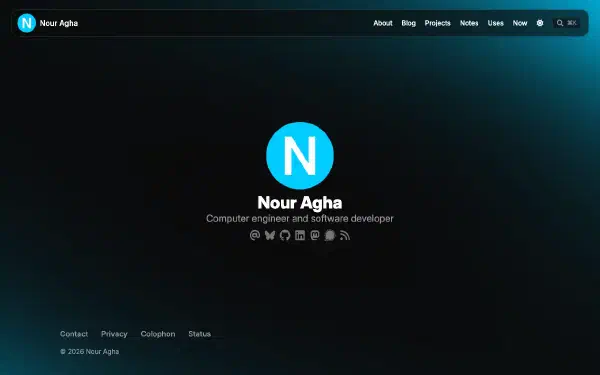 N Nour Agha About Blog Projects Notes Uses Now ⌘K
N
Nour Agha
Computer engineer and software developer
Contact Privacy Colophon Status
© 2026 Nour Agha